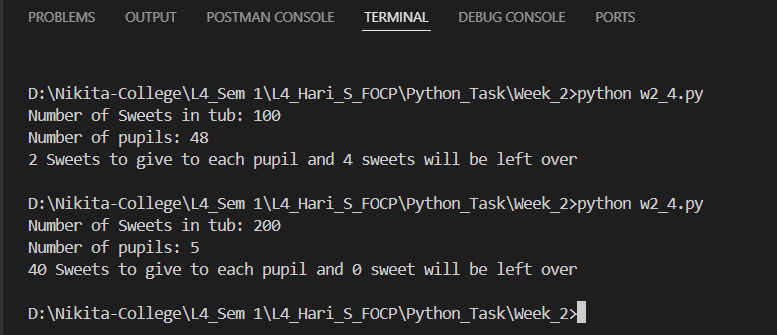 PROBLEMS OUTPUT POSTMAN CONSOLE TERMINAL DEBUG CONSOLE PORTS
D:\Nikita-College\L4_Sem 1\L4_Hari_S_FOCP\Python_Task\Week_2>python w2_4.py
Number of Sweets in tub: 100
Number of pupils: 48
2 Sweets to give to each pupil and 4 sweets will be left over
D:\Nikita-College\L4_Sem 1\L4_Hari_S_FOCP\Python_Task\Week_2>python w2_4.py
Number of Sweets in tub: 200
Number of pupils: 5
40 Sweets to give to each pupil and 0 sweet will be left over
D:\Nikita-College\L4_Sem 1\L4_Hari_S_FOCP\Python_Task\Week_2>